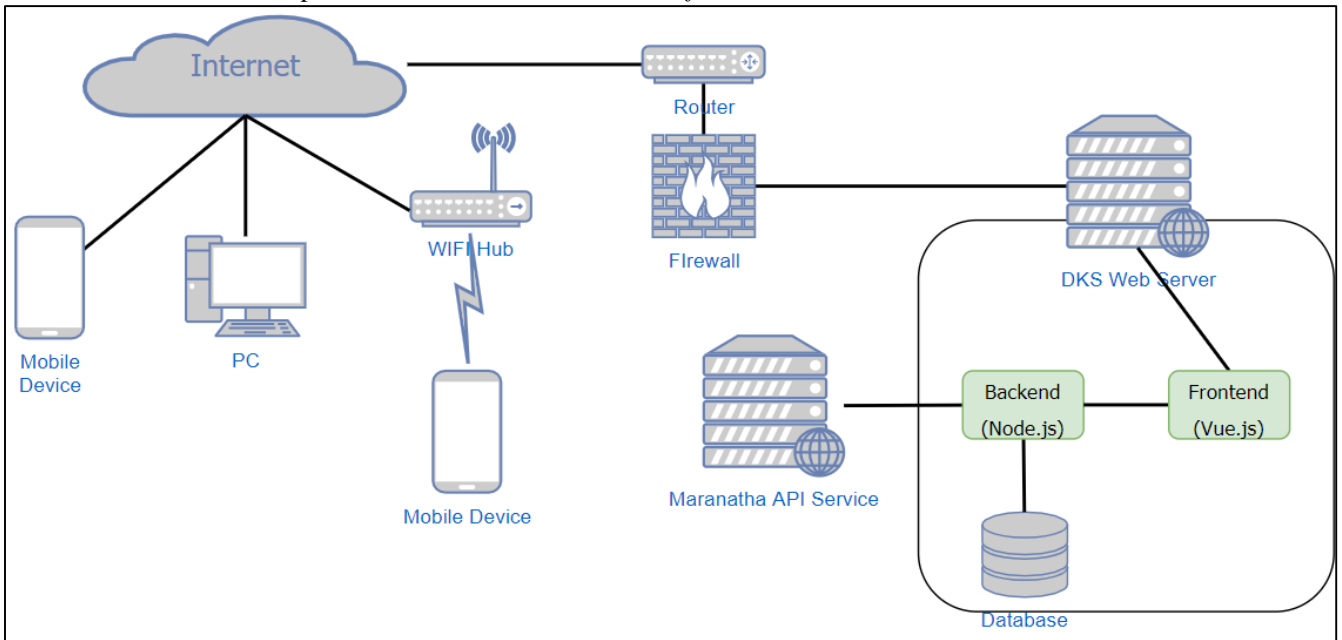 Internet
Router
FIrewall
WIFI Hub
DKS Web Server
Mobile
Device
PC
Mobile Device
Maranatha API Service
Backend
(Node.js)
Frontend
(Vue.js)
Database